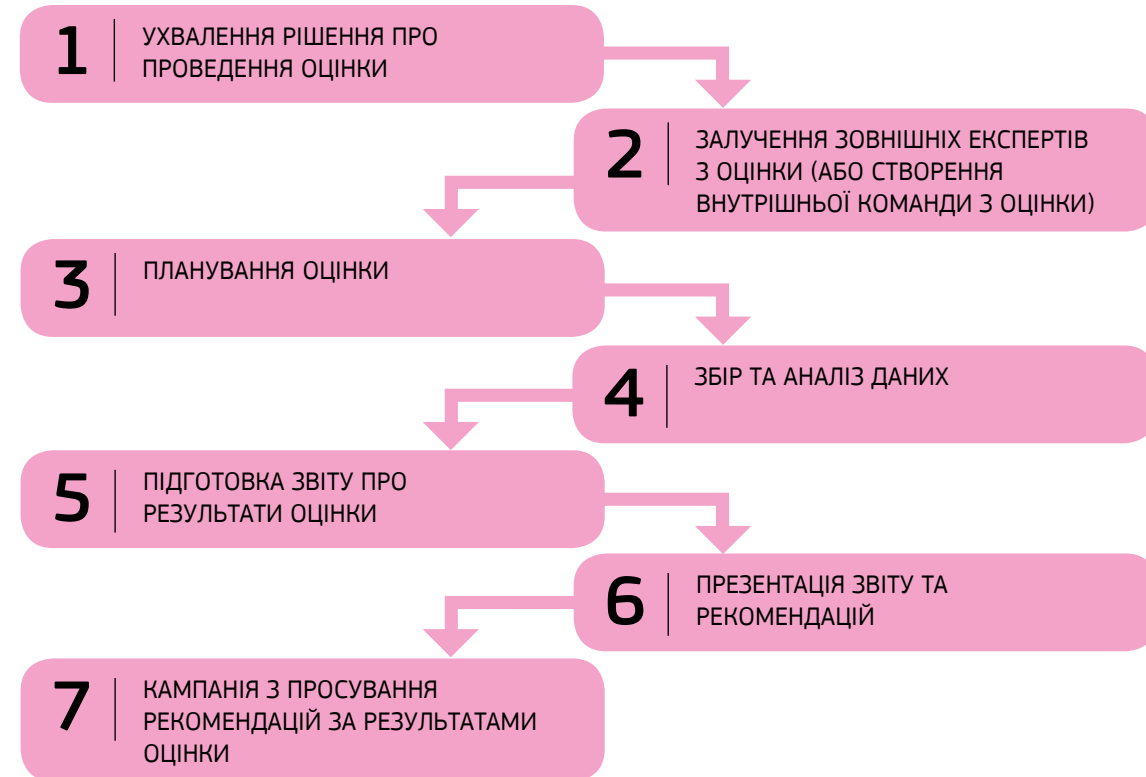 1
УХВАЛЕННЯ РІШЕННЯ ПРО
ПРОВЕДЕННЯ ОЦІНКИ
2
ЗАЛУЧЕННЯ ЗОВНІШНІХ ЕКСПЕРТІВ
З ОЦІНКИ (АБО СТВОРЕННЯ
ВНУТРІШНЬОЇ КОМАНДИ З ОЦІНКИ)
3
ПЛАНУВАННЯ ОЦІНКИ
4
ЗБІР ТА АНАЛІЗ ДАНИХ
5
ПІДГОТОВКА ЗВІТУ ПРО
РЕЗУЛЬТАТИ ОЦІНКИ
6
ПРЕЗЕНТАЦІЯ ЗВІТУ ТА
РЕКОМЕНДАЦІЙ
7
КАМПАНІЯ З ПРОСУВАННЯ
РЕКОМЕНДАЦІЙ ЗА РЕЗУЛЬТАТАМИ
ОЦІНКИ